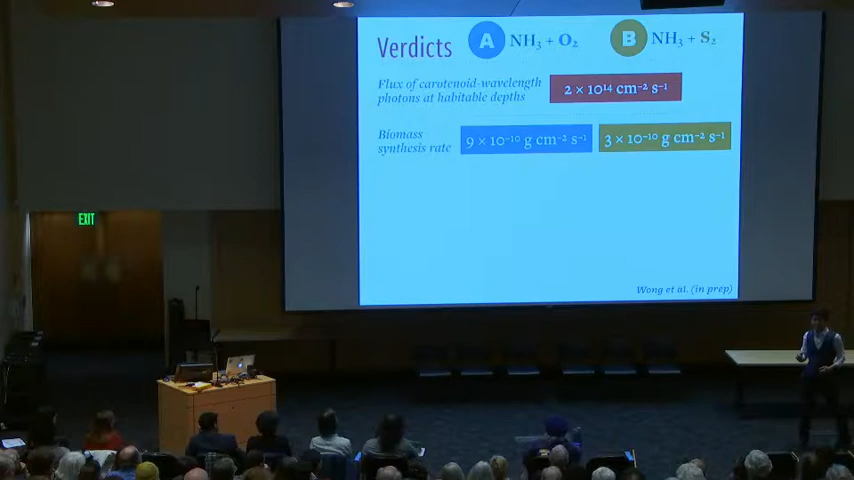 Verdicts
A NH₃ + O₂
B NH₃ + S₂
Flux of carotenoid-wavelength
photons at habitable depths
2 × 10¹⁴ cm⁻² s⁻¹
Biomass
synthesis rate
9 × 10⁻¹⁰ g cm⁻² s⁻¹
3 × 10⁻¹⁰ g cm⁻² s⁻¹
Wong et al. (in prep)
EXIT